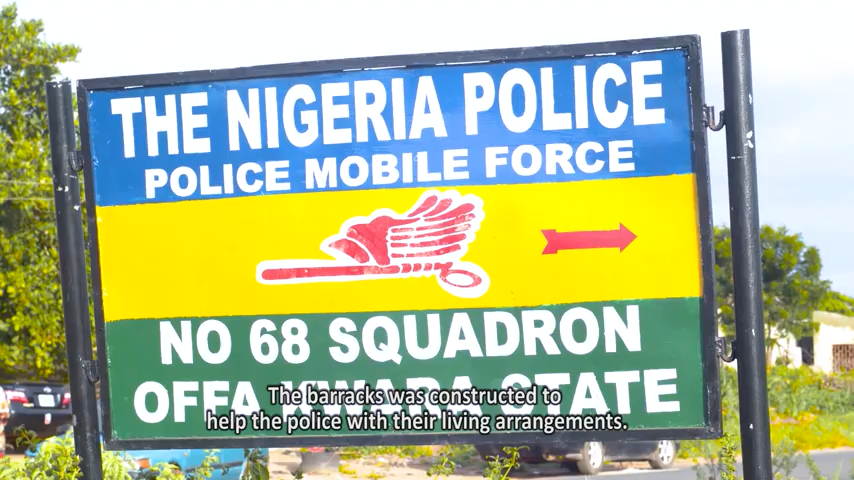 THE NIGERIA POLICE
POLICE MOBILE FORCE
NO 68 SQUADRON
OFFA KWARA STATE
The barracks was constructed to
help the police with their living arrangements.